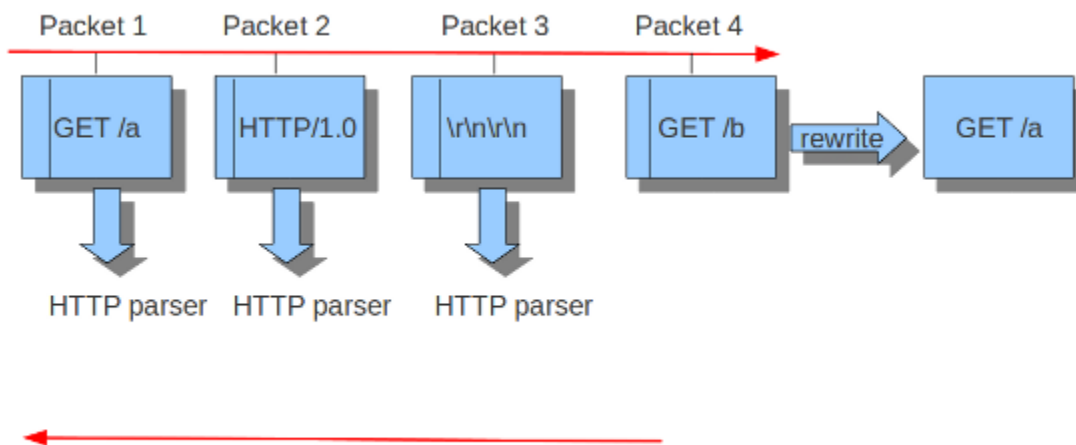 Packet 1 Packet 2 Packet 3 Packet 4
GET /a HTTP/1.0 \r\n\r\n GET /b rewrite GET /a
HTTP parser HTTP parser HTTP parser